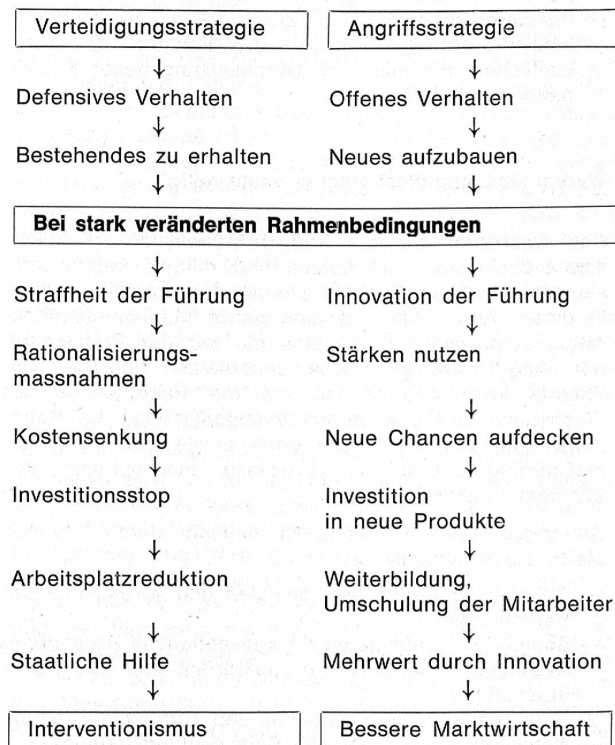 Verteidigungsstrategie
Angriffsstrategie
Defensives Verhalten
Offenes Verhalten
Bestehendes zu erhalten
Neues aufzubauen
Bei stark veränderten Rahmenbedingungen
Straffheit der Führung
Innovation der Führung
Rationalisierungs-
massnahmen
Stärken nutzen
Kostensenkung
Neue Chancen aufdecken
Investitionsstop
Investition
in neue Produkte
Arbeitsplatzreduktion
Weiterbildung,
Umschulung der Mitarbeiter
Staatliche Hilfe
Mehrwert durch Innovation
Interventionismus
Bessere Marktwirtschaft